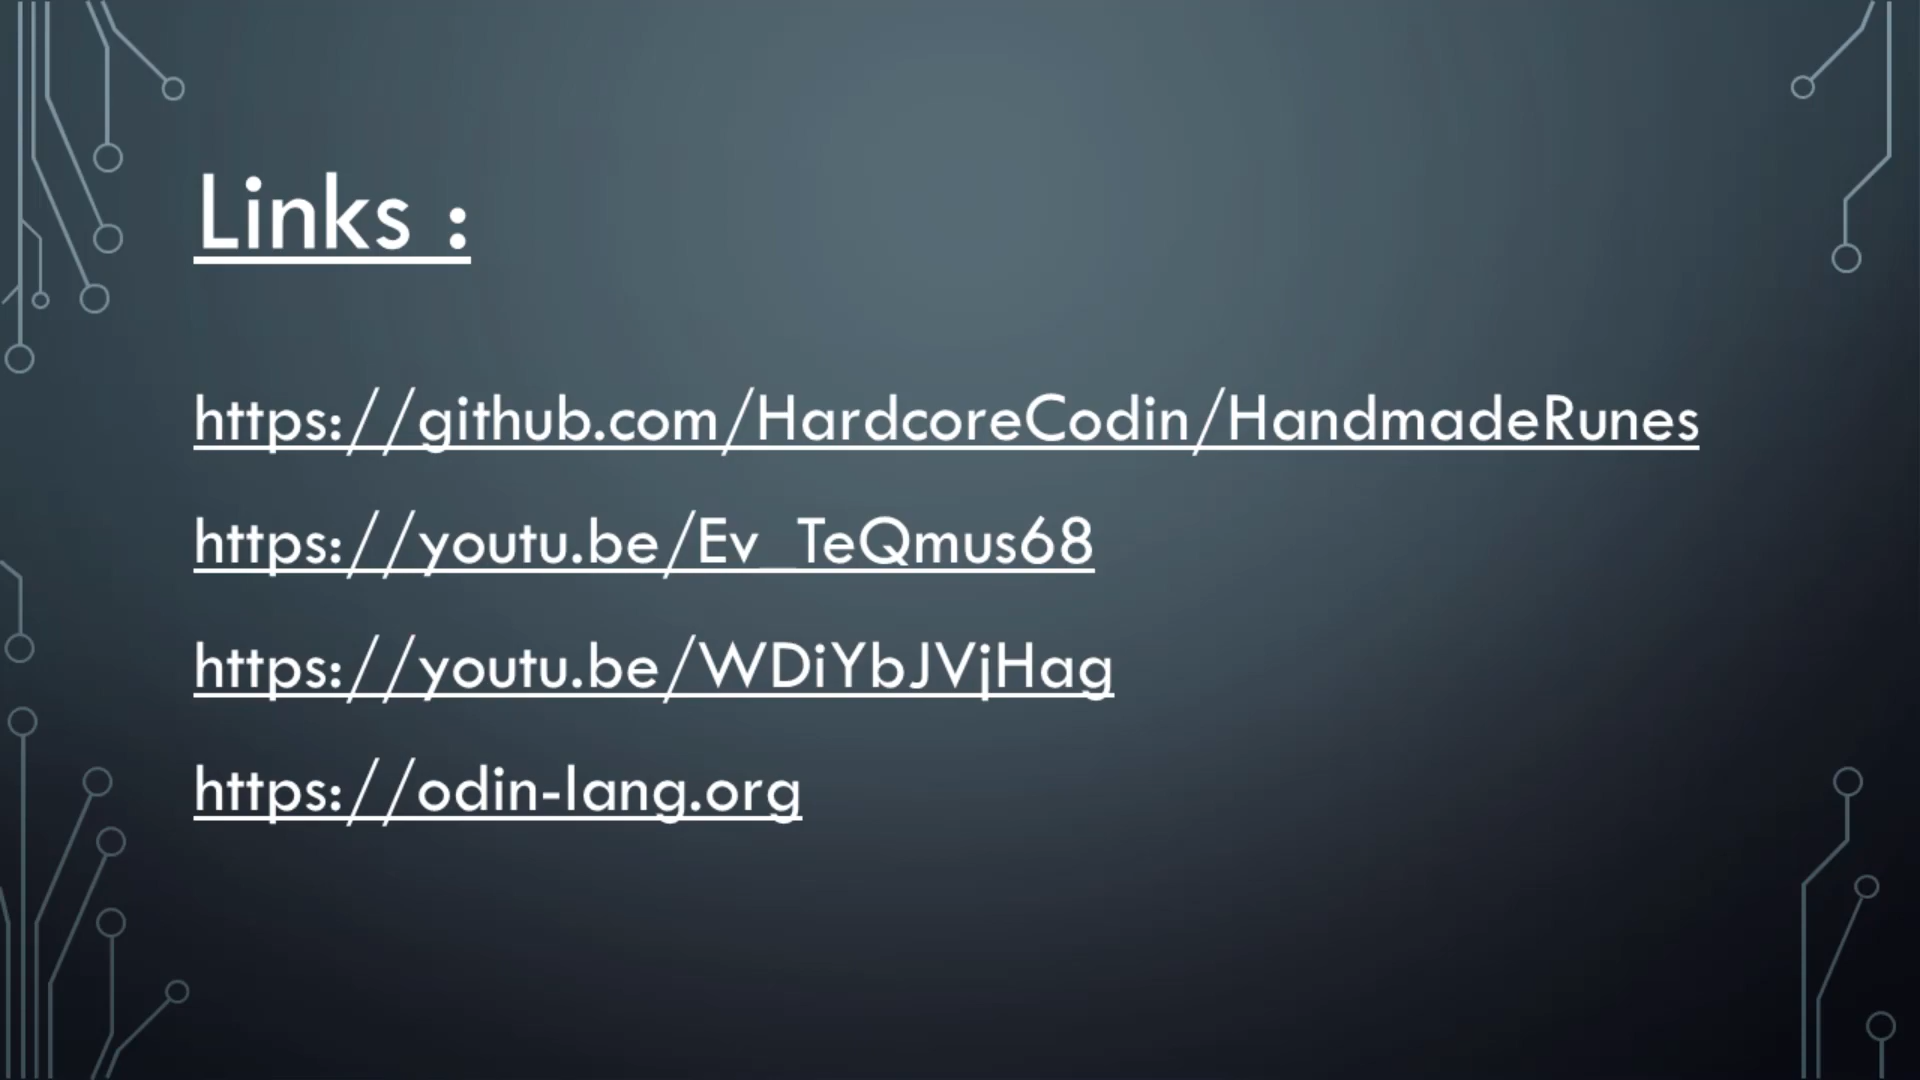 Links :
https://github.com/HardcoreCodin/HandmadeRunes
https://youtu.be/Ev_TeQmus68
https://youtu.be/WDiYbJVjHag
https://odin-lang.org